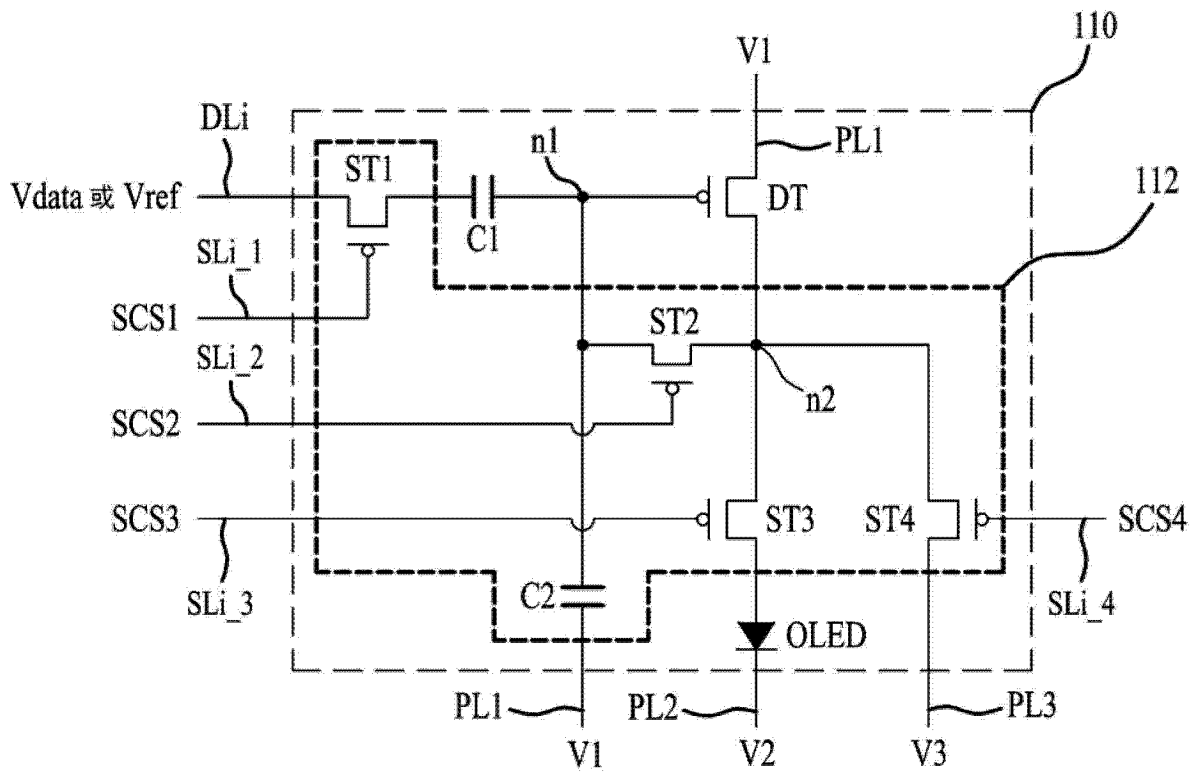 110
V1
DLi
n1
PL1
ST1
112
Vdata 或 Vref
DT
C1
SLi_1
SCS1
ST2
SLi_2
n2
SCS2
SCS3
ST3
ST4
SCS4
SLi_3
C2
SLi_4
OLED
PL1
PL2
PL3
V1
V2
V3